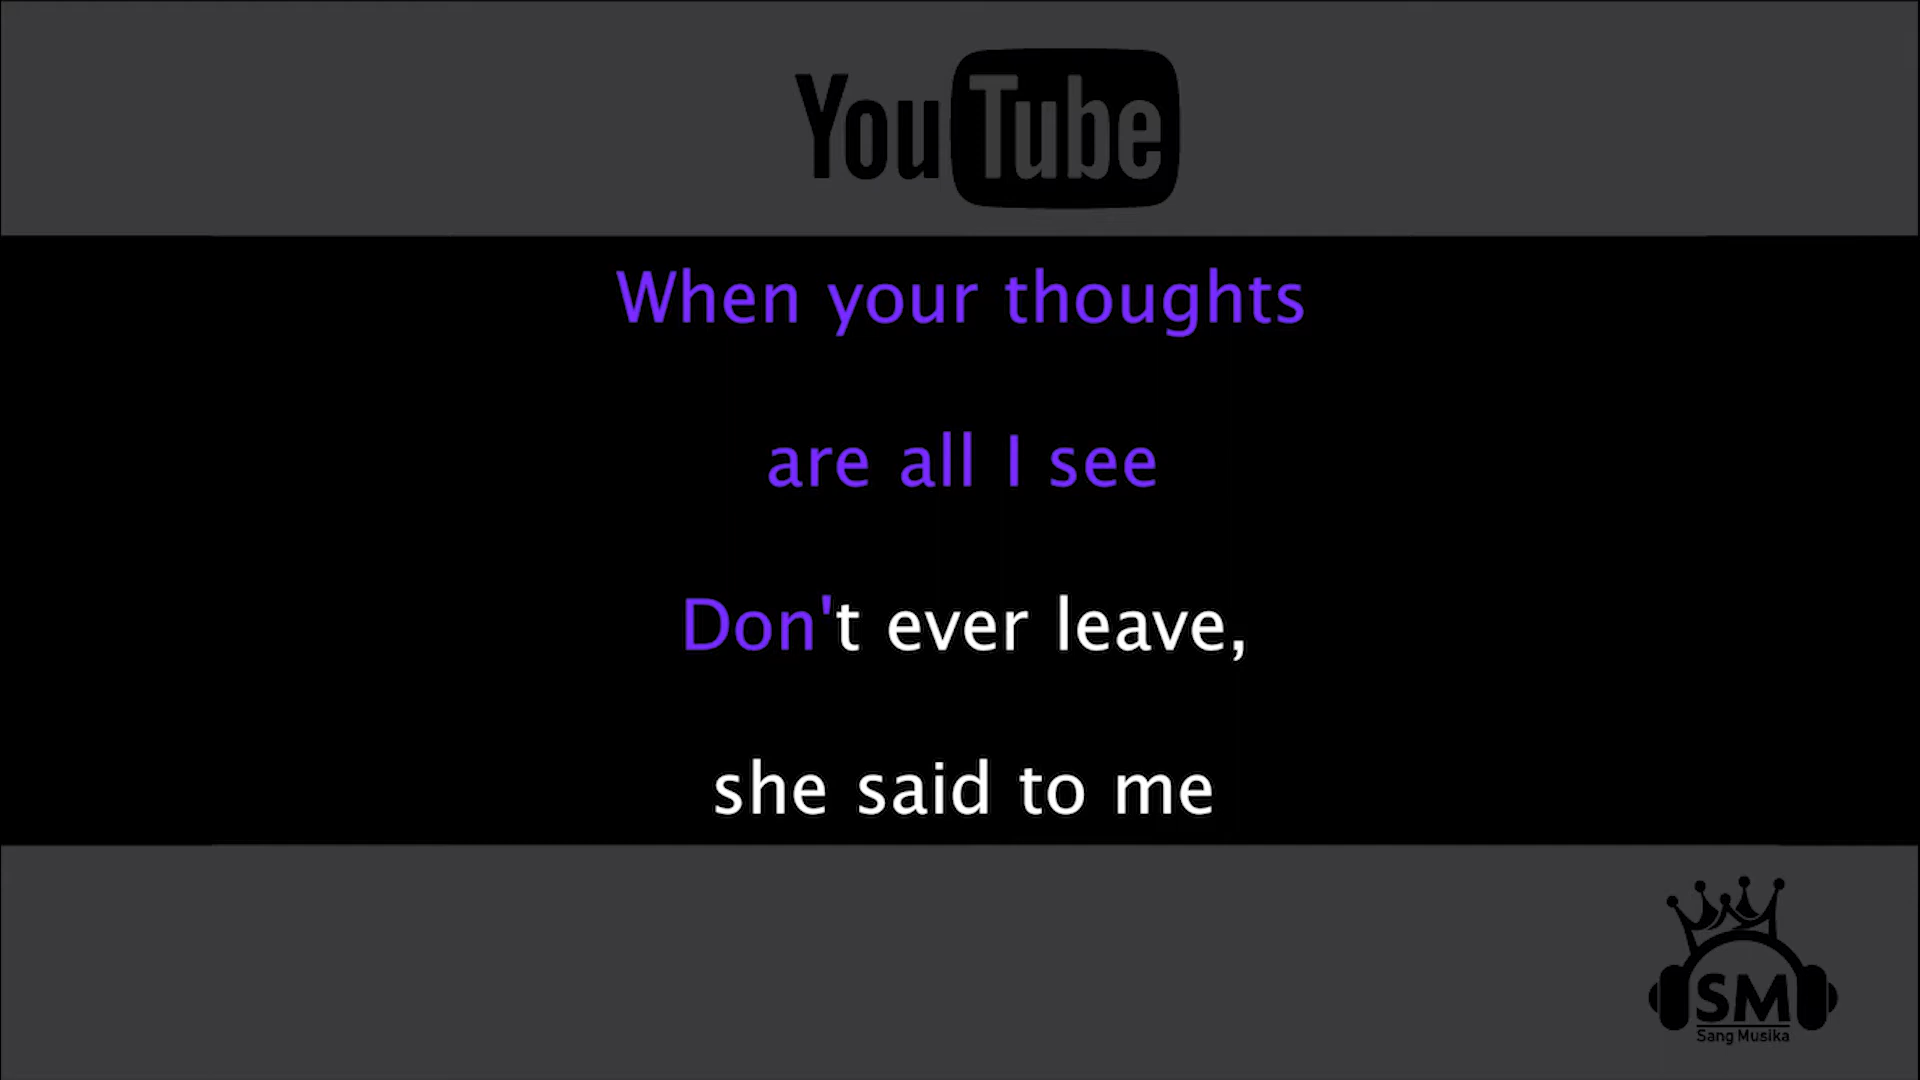 YouTube
When your thoughts
are all I see
Don't ever leave,
she said to me
SM
Sang Musika